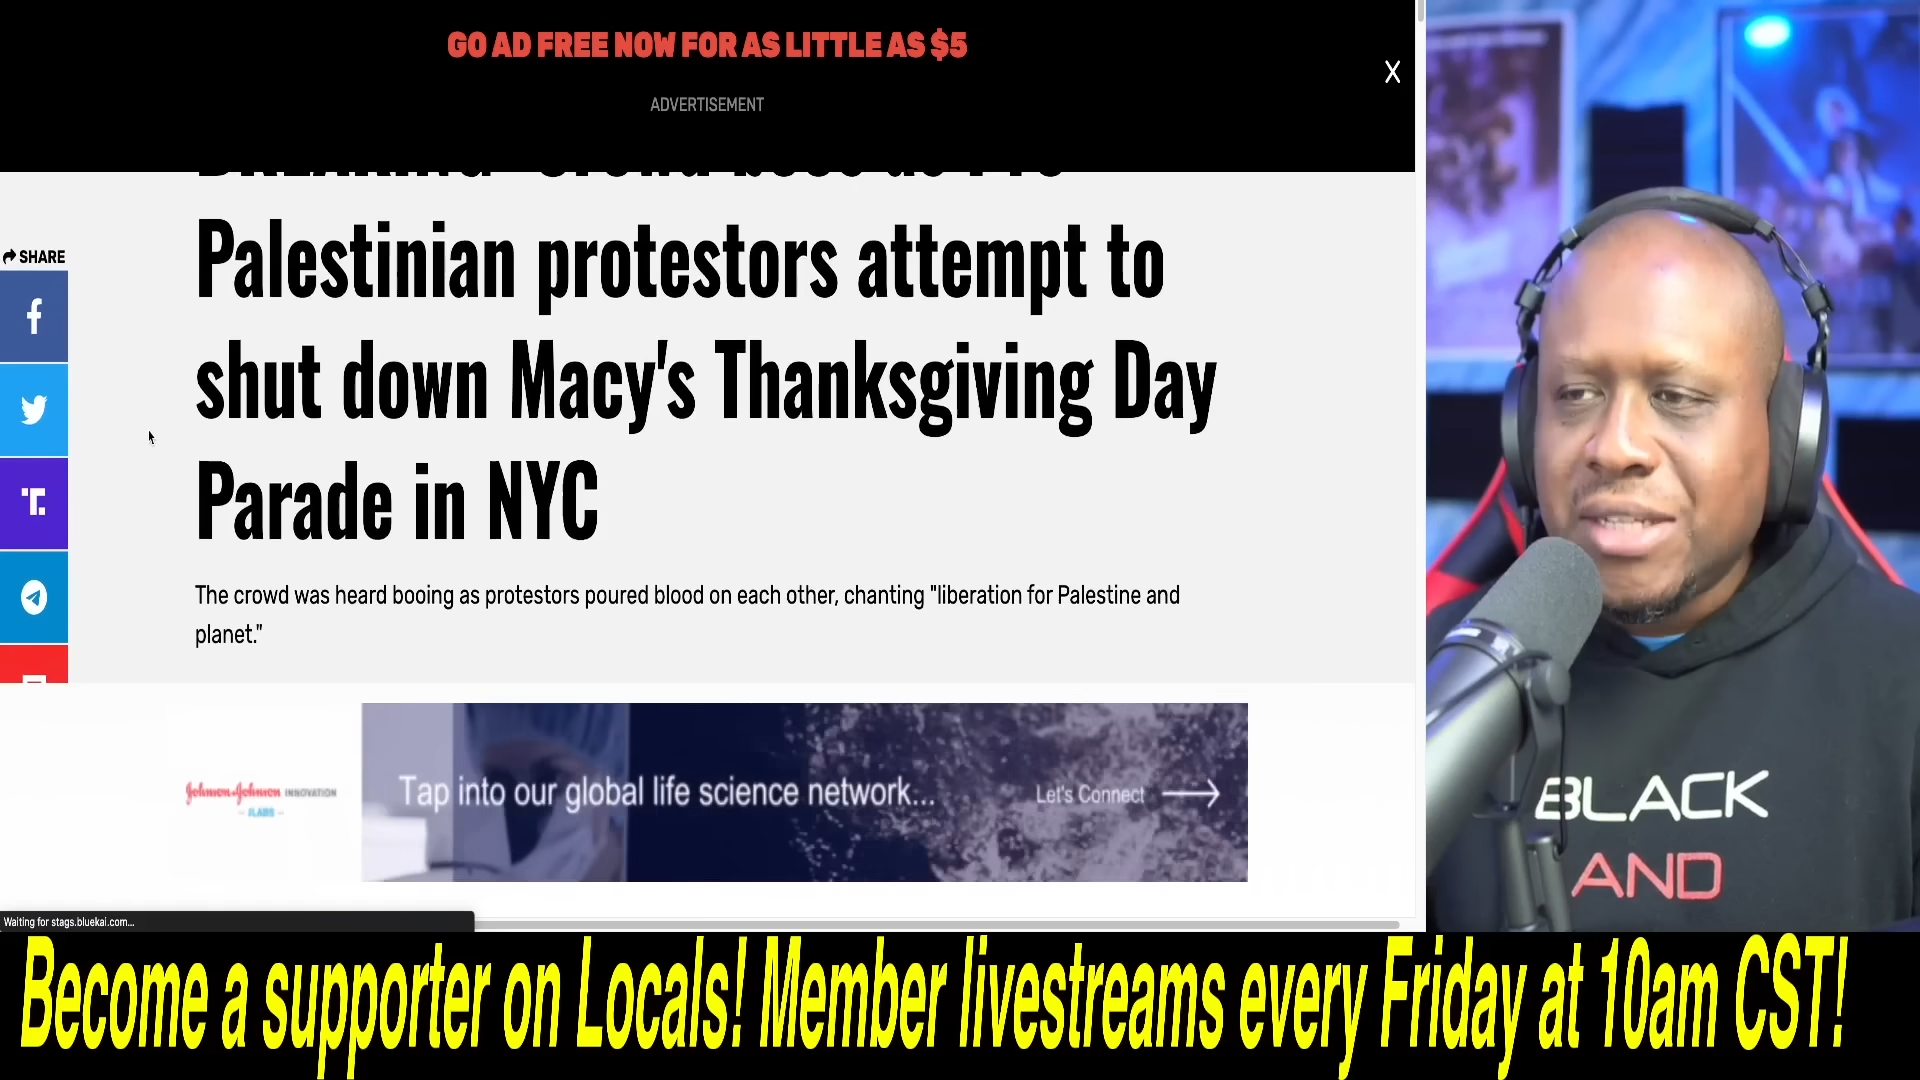 GO AD FREE NOW FOR AS LITTLE AS $5
X
ADVERTISEMENT
SHARE
Palestinian protestors attempt to
shut down Macy's Thanksgiving Day
Parade in NYC
The crowd was heard booing as protestors poured blood on each other, chanting "liberation for Palestine and
planet."
Johnson & Johnson INNOVATION
JLABS
Tap into our global life science network...
Let's Connect
Waiting for stags.bluekai.com...
BLACK
AND
Become a supporter on Locals! Member livestreams every Friday at 10am CST!